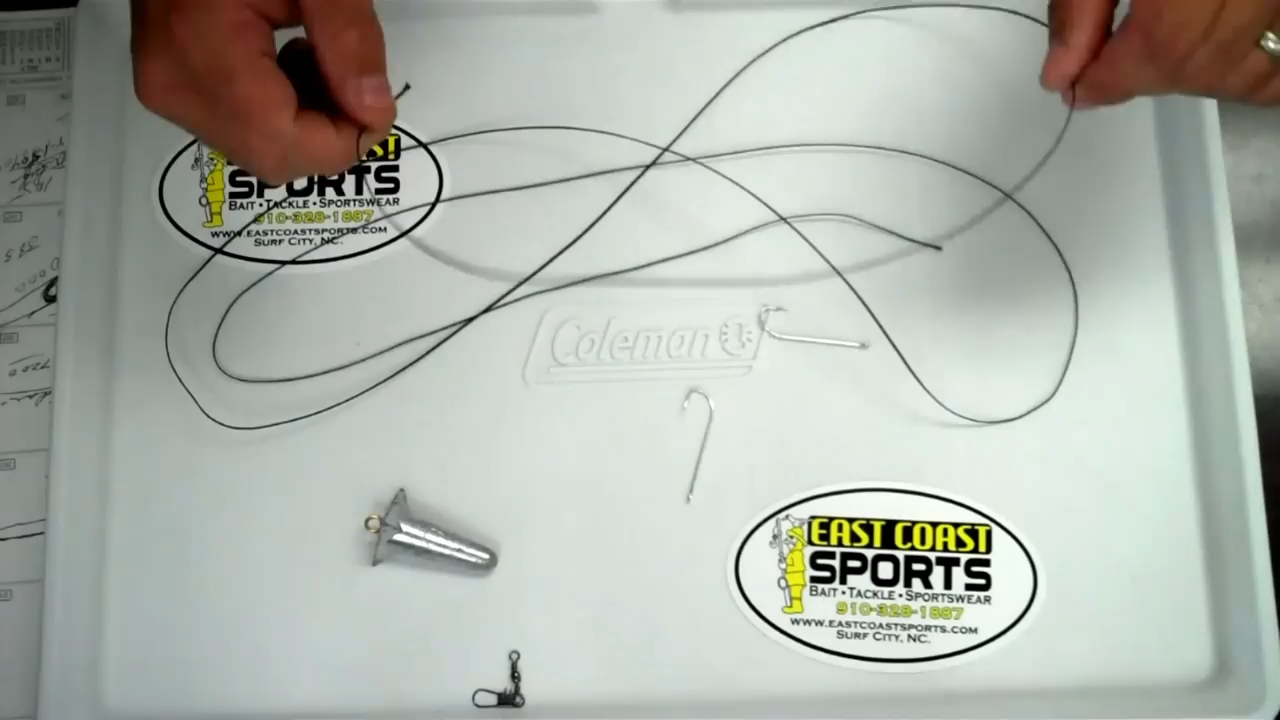 ST
SPORTS
BAIT • TACKLE • SPORTSWEAR
910-328-1887
WWW.EASTCOASTSPORTS.COM
SURF CITY, NC.
Coleman
EAST COAST
SPORTS
BAIT • TACKLE • SPORTSWEAR
910-328-1887
WWW.EASTCOASTSPORTS.COM
SURF CITY, NC.